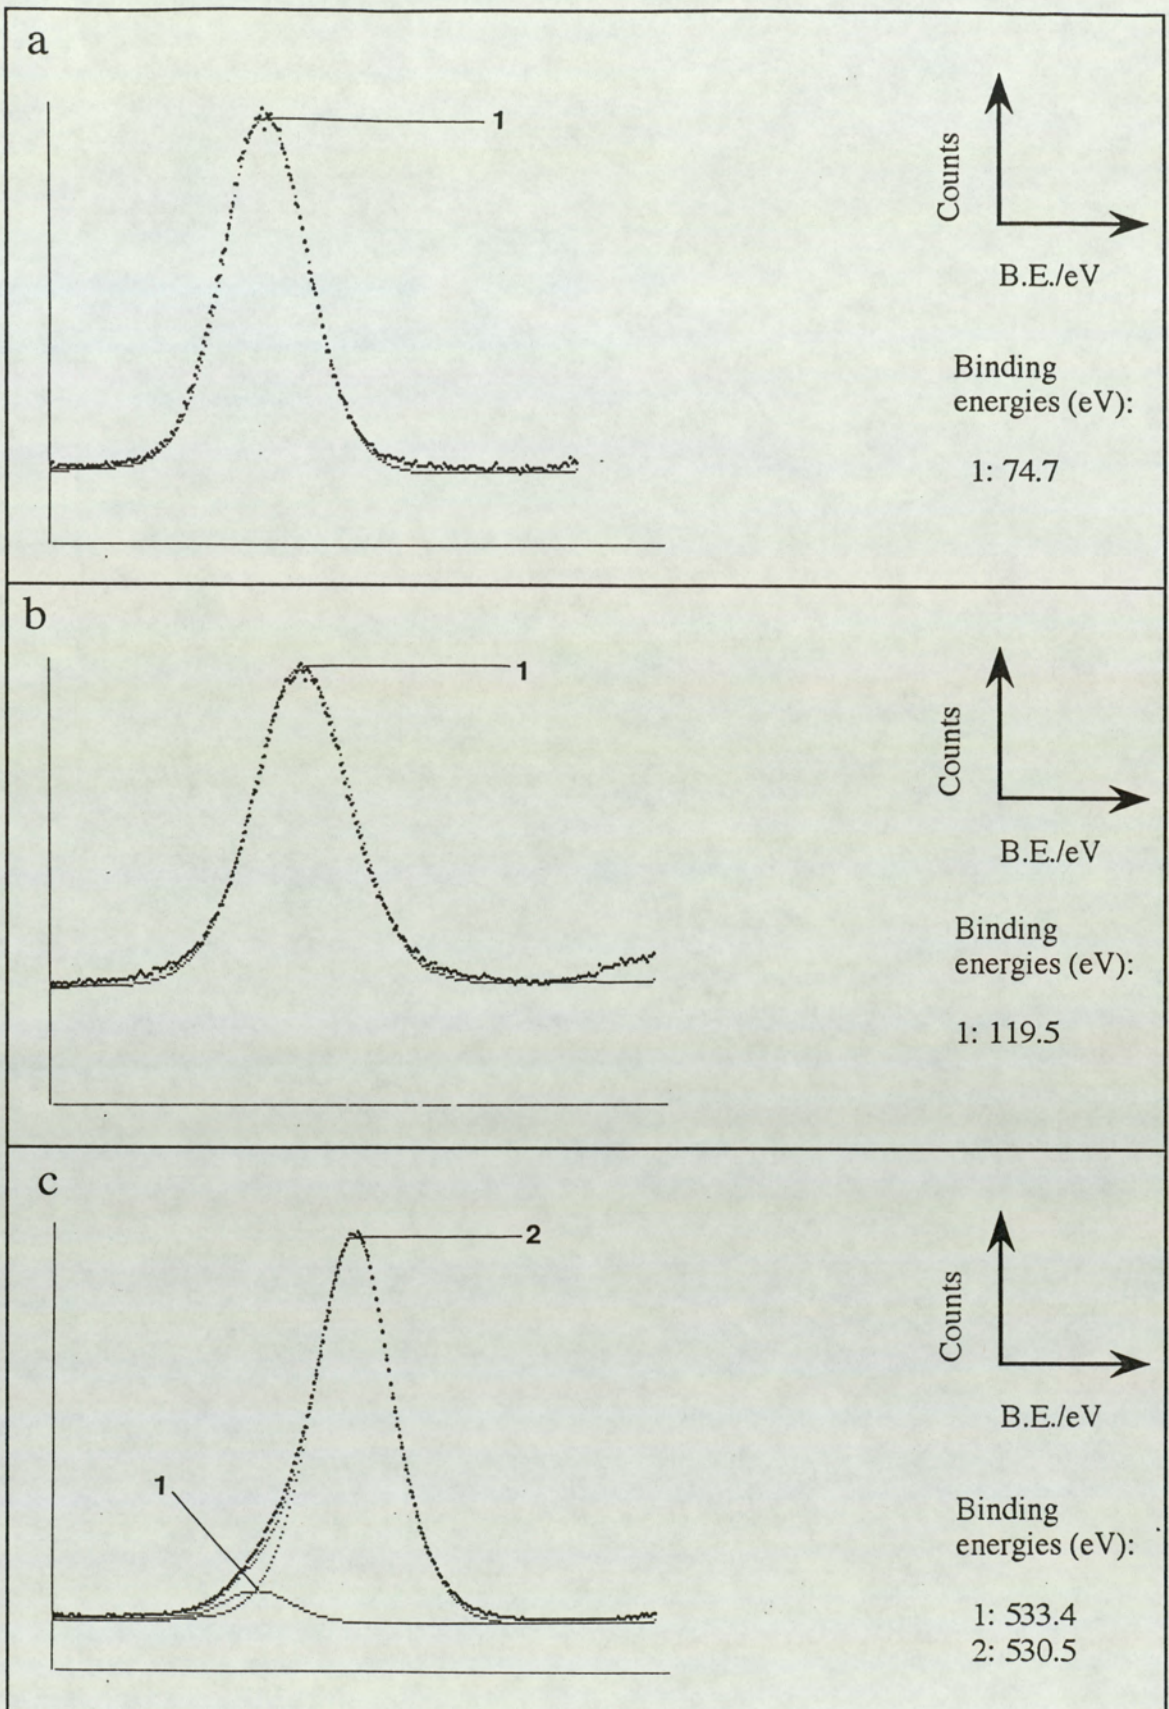 a
1
Counts
B.E./eV
Binding
energies (eV):
1: 74.7
b
1
Counts
B.E./eV
Binding
energies (eV):
1: 119.5
c
2
1
Counts
B.E./eV
Binding
energies (eV):
1: 533.4
2: 530.5